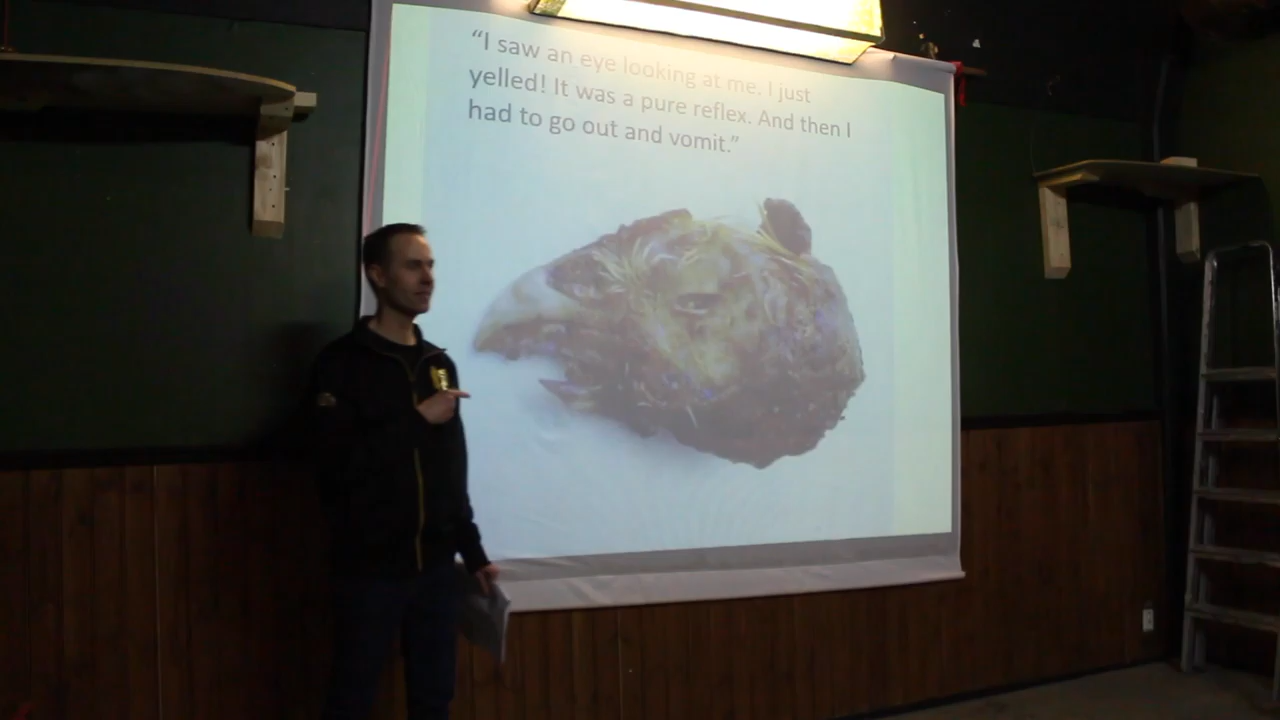 “I saw an eye looking at me. I just
yelled! It was a pure reflex. And then I
had to go out and vomit.”